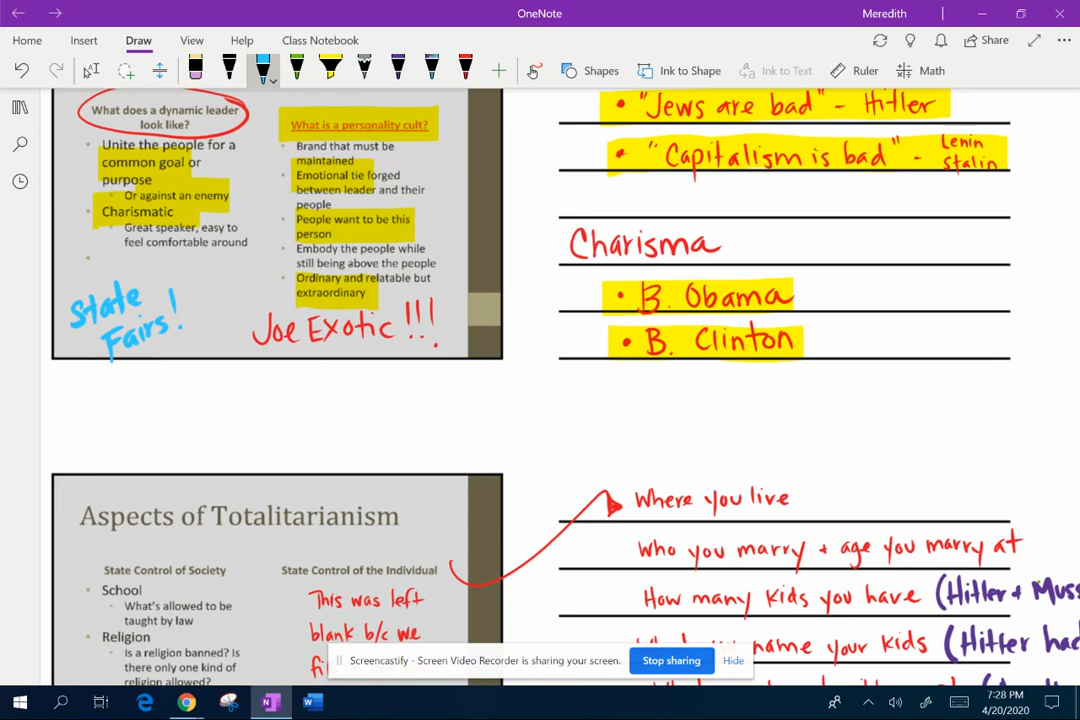 OneNote
Meredith
Home Insert Draw View Help Class Notebook
Share
Shapes Ink to Shape Ink to Text Ruler Math
What does a dynamic leader
look like?
Unite the people for a
common goal or
purpose
Or against an enemy
Charismatic
Great speaker, easy to
feel comfortable around
State
Fairs!
What is a personality cult?
Brand that must be
maintained
Emotional tie forged
between leader and their
people
People want to be this
person
Embody the people while
still being above the people
Ordinary and relatable but
extraordinary
Joe Exotic!!!
• "Jews are bad" - Hitler
• "Capitalism is bad" - Lenin
Stalin
Charisma
• B. Obama
• B. Clinton
Aspects of Totalitarianism
State Control of Society
School
What's allowed to be
taught by law
Religion
Is a religion banned? Is
there only one kind of
religion allowed?
State Control of the Individual
This was left
blank b/c we
Where you live
Who you marry + age you marry at
How many kids you have (Hitler + Muss
name your kids (Hitler had
Screencastify - Screen Video Recorder is sharing your screen.
Stop sharing
Hide
7:28 PM
4/20/2020